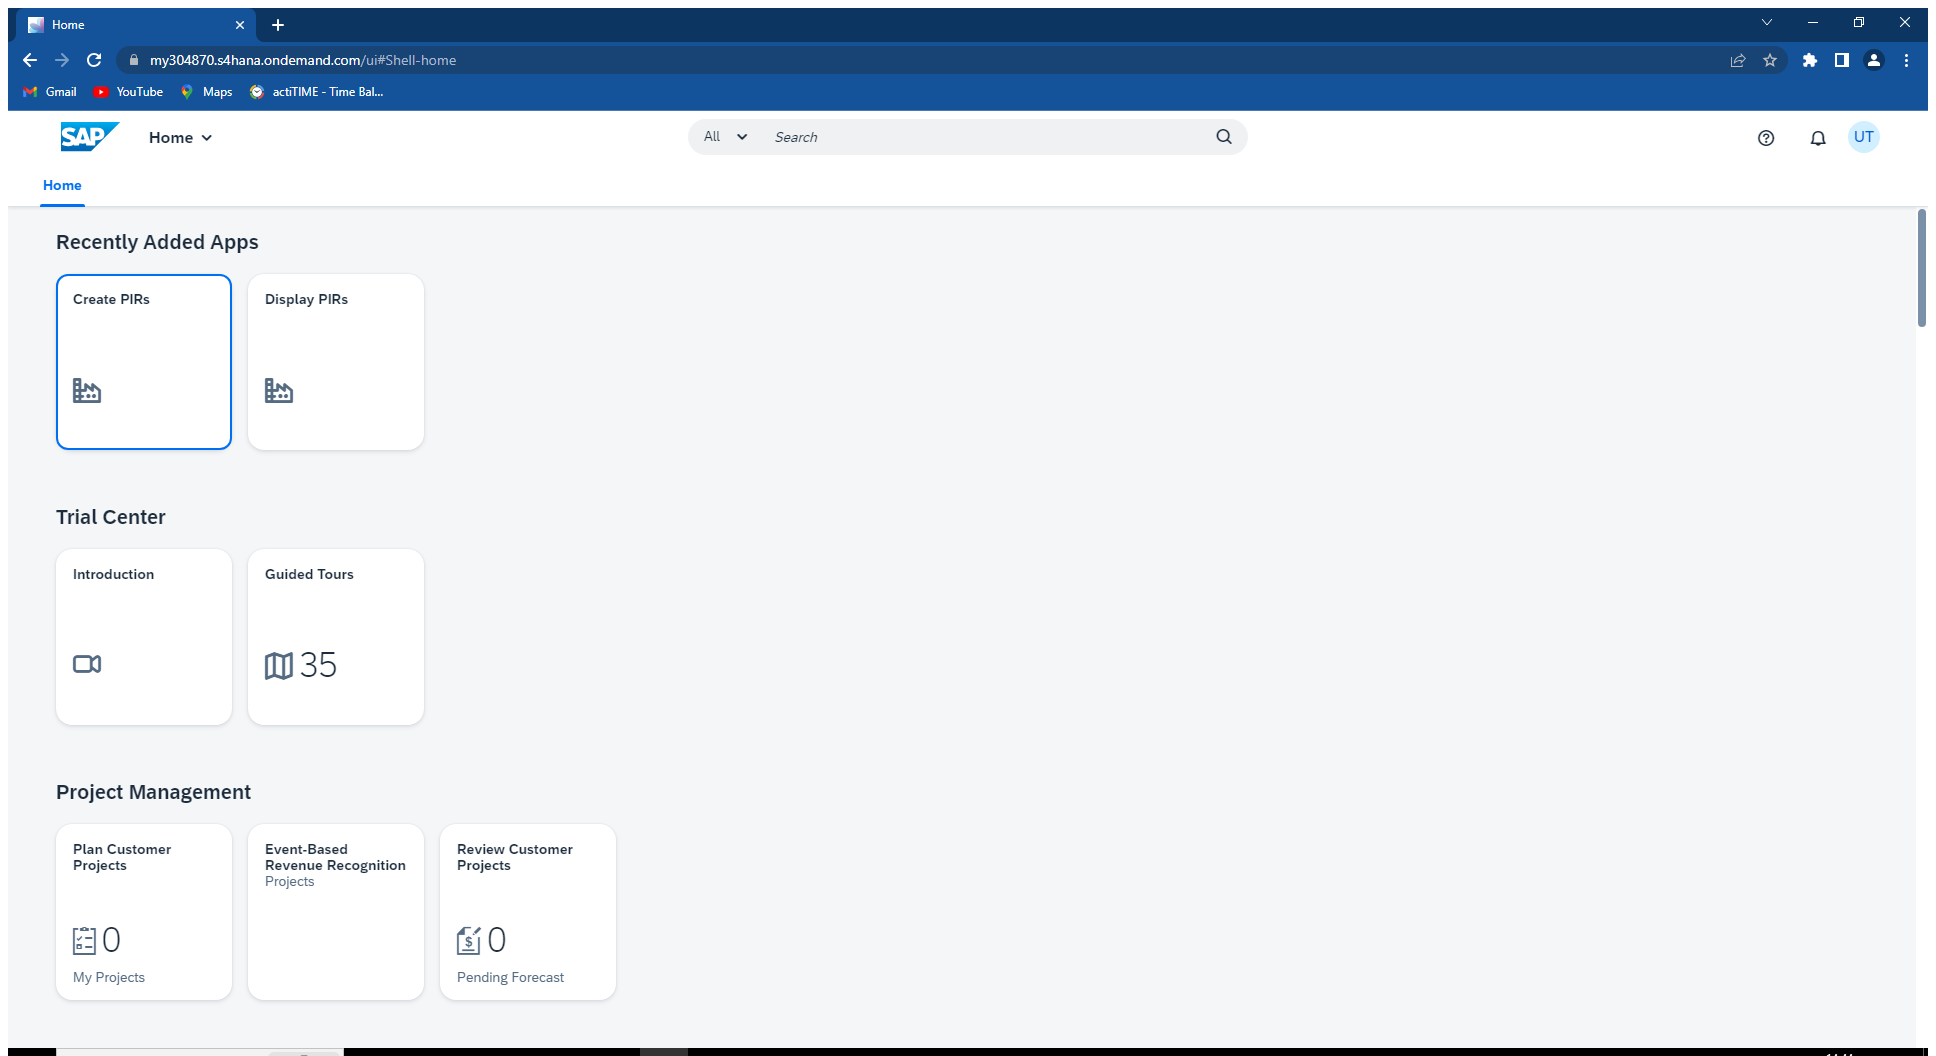 Home
my304870.s4hana.ondemand.com/ui#Shell-home
Gmail YouTube Maps actiTIME - Time Bal...
SAP Home All Search UT
Home
Recently Added Apps
Create PIRs Display PIRs
Trial Center
Introduction Guided Tours
35
Project Management
Plan Customer Projects
Event-Based Revenue Recognition
Projects
Review Customer Projects
0
0
My Projects
Pending Forecast